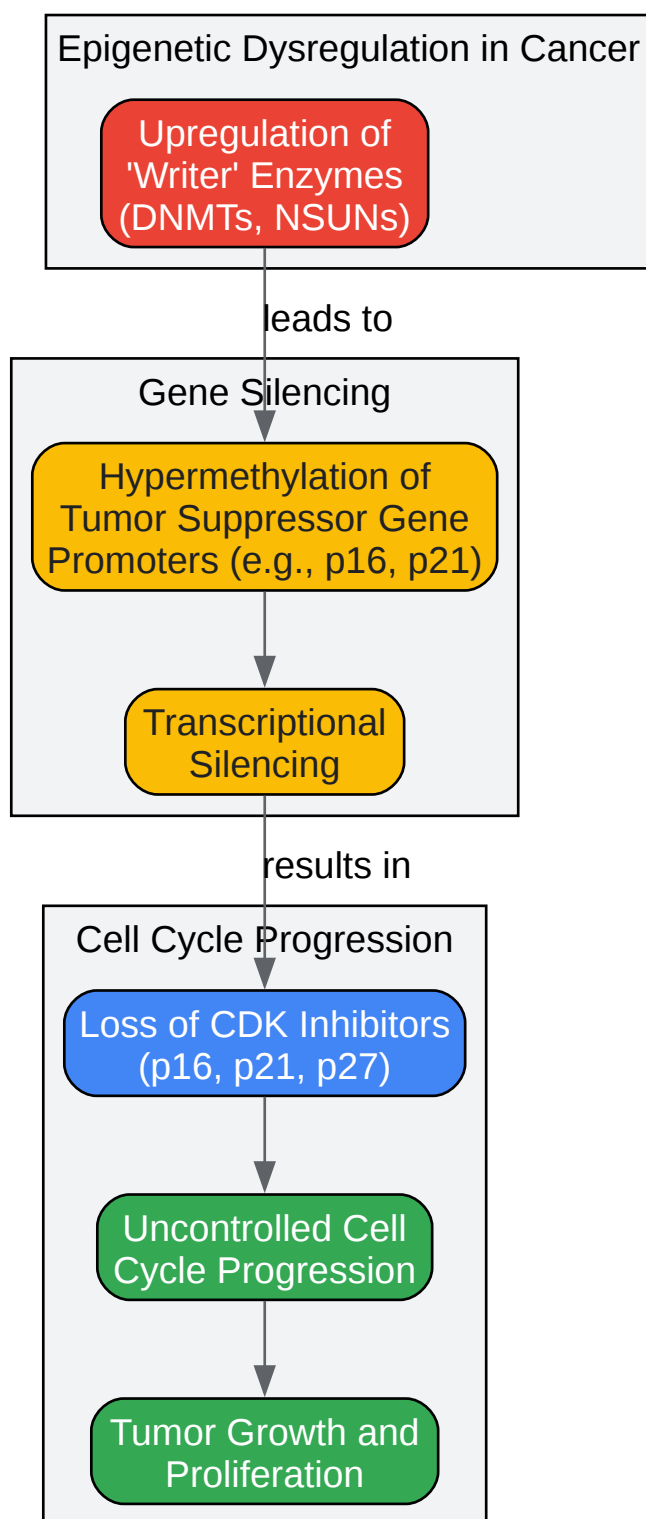 Epigenetic Dysregulation in Cancer
Upregulation of
'Writer' Enzymes
(DNMTs, NSUNs)
leads to
Gene Silencing
Hypermethylation of
Tumor Suppressor Gene
Promoters (e.g., p16, p21)
Transcriptional
Silencing
results in
Cell Cycle Progression
Loss of CDK Inhibitors
(p16, p21, p27)
Uncontrolled Cell
Cycle Progression
Tumor Growth and
Proliferation